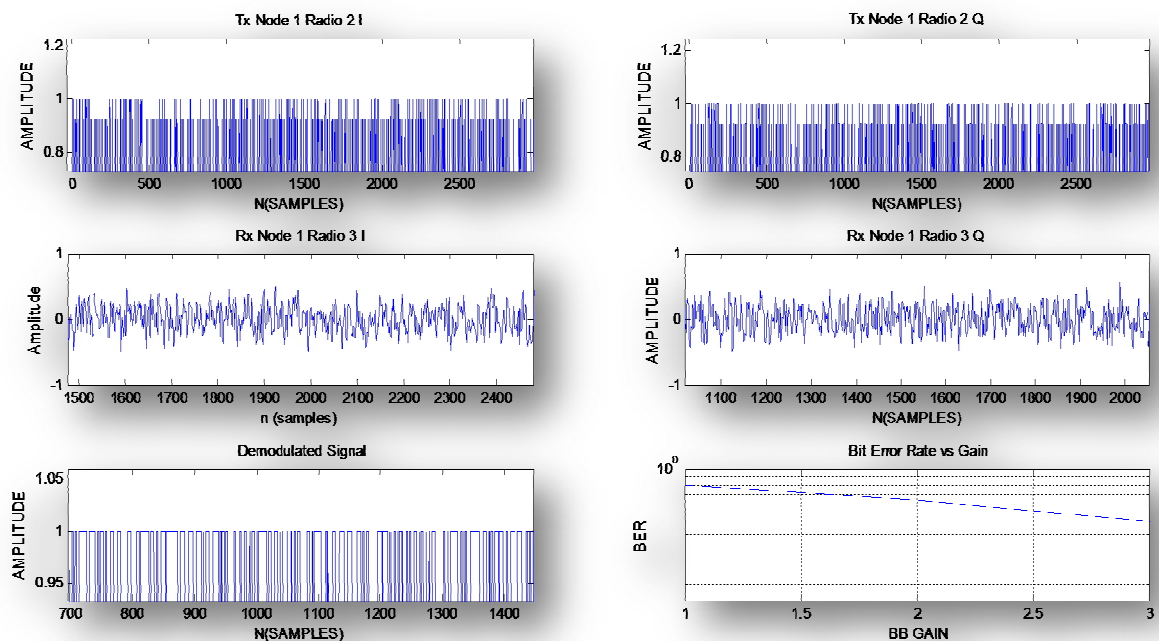 Tx Node 1 Radio 2 I
1.2
1
0.8
AMPLITUDE
0 500 1000 1500 2000 2500
N(SAMPLES)
Tx Node 1 Radio 2 Q
1.2
1
0.8
AMPLITUDE
0 500 1000 1500 2000 2500
N(SAMPLES)
Rx Node 1 Radio 3 I
1
0
-1
Amplitude
1500 1600 1700 1800 1900 2000 2100 2200 2300 2400
n (samples)
Rx Node 1 Radio 3 Q
1
0
-1
AMPLITUDE
1100 1200 1300 1400 1500 1600 1700 1800 1900 2000
N(SAMPLES)
Demodulated Signal
1.05
1
0.95
AMPLITUDE
700 800 900 1000 1100 1200 1300 1400
N(SAMPLES)
Bit Error Rate vs Gain
10^0
BER
1 1.5 2 2.5 3
BB GAIN